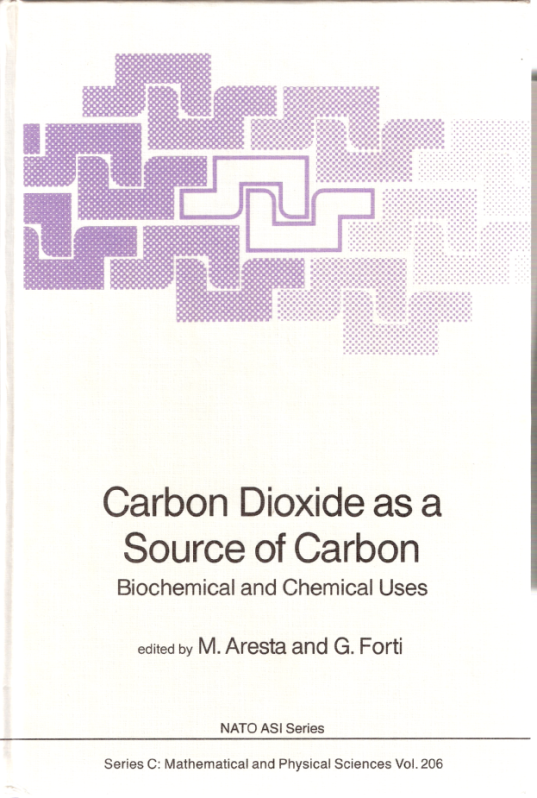 Carbon Dioxide as a
Source of Carbon
Biochemical and Chemical Uses
edited by M. Aresta and G. Forti
NATO ASI Series
Series C: Mathematical and Physical Sciences Vol. 206